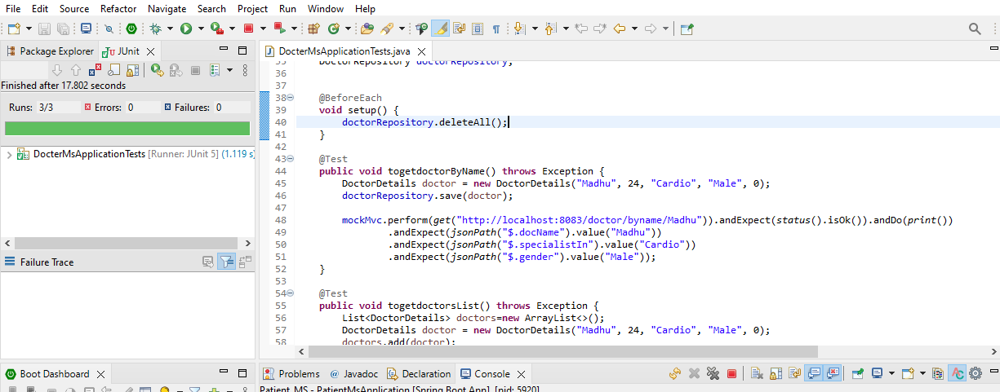 File Edit Source Refactor Navigate Search Project Run Window Help
Package Explorer JUnit
Finished after 17.802 seconds
Runs: 3/3 Errors: 0 Failures: 0
DocterMsApplicationTests [Runner: JUnit 5] (1.119 s)
Failure Trace
Boot Dashboard
DocterMsApplicationTests.java
35 DoctorRepository doctorRepository;
36
37
38 @BeforeEach
39 void setup() {
40 doctorRepository.deleteAll();
41 }
42
43 @Test
44 public void togetdoctorByName() throws Exception {
45 DoctorDetails doctor = new DoctorDetails("Madhu", 24, "Cardio", "Male", 0);
46 doctorRepository.save(doctor);
47
48 mockMvc.perform(get("http://localhost:8083/doctor/byname/Madhu")).andExpect(status().isOk()).andDo(print())
49 .andExpect(jsonPath("$.docName").value("Madhu"))
50 .andExpect(jsonPath("$.specialistIn").value("Cardio"))
51 .andExpect(jsonPath("$.gender").value("Male"));
52 }
53
54 @Test
55 public void togetdoctorsList() throws Exception {
56 List<DoctorDetails> doctors=new ArrayList<>();
57 DoctorDetails doctor = new DoctorDetails("Madhu", 24, "Cardio", "Male", 0);
58 doctors.add(doctor);
Problems Javadoc Declaration Console
Patient_MS - PatientMsApplication [Spring Boot App] [pid: 5920]